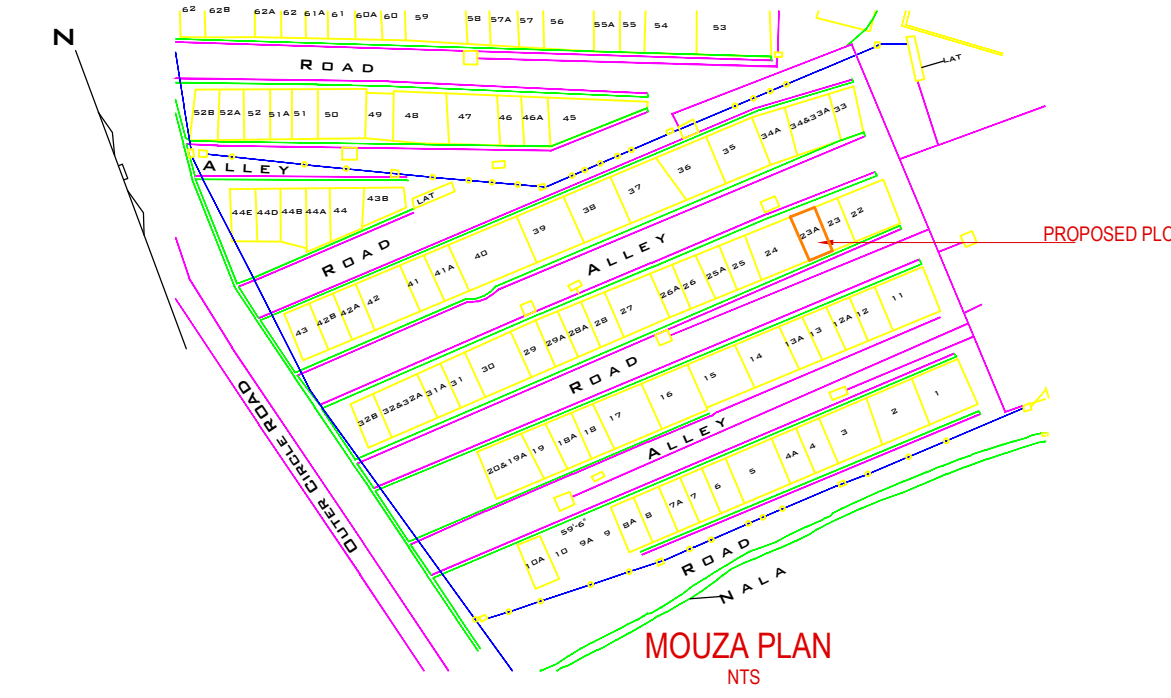 62 62B 62A 62 61A 61 60A 60 59 58 57A 57 56 55A 55 54 53
N
ROAD
LAT
52B 52A 52 51A 51 50 49 48 47 46 46A 45
34A 34&33A 33
ALLEY
35
36
37
38
39
40
41A
41
42
42A
42B
43
LAT
43B
44E 44D 44B 44A 44
ROAD
ALLEY
22
23
23A
24
25
25A
26
26A
27
28
28A
29A
29
30
31
31A
32&32A
32B
PROPOSED PLO
11
12
12A
13
13A
14
15
16
17
18
18A
19
20&19A
ROAD
ALLEY
1
2
3
4
4A
5
6
7
7A
8
8A
9
9A
10
10A
59'-6"
OUTER CIRCLE ROAD
ROAD
NALA
MOUZA PLAN
NTS